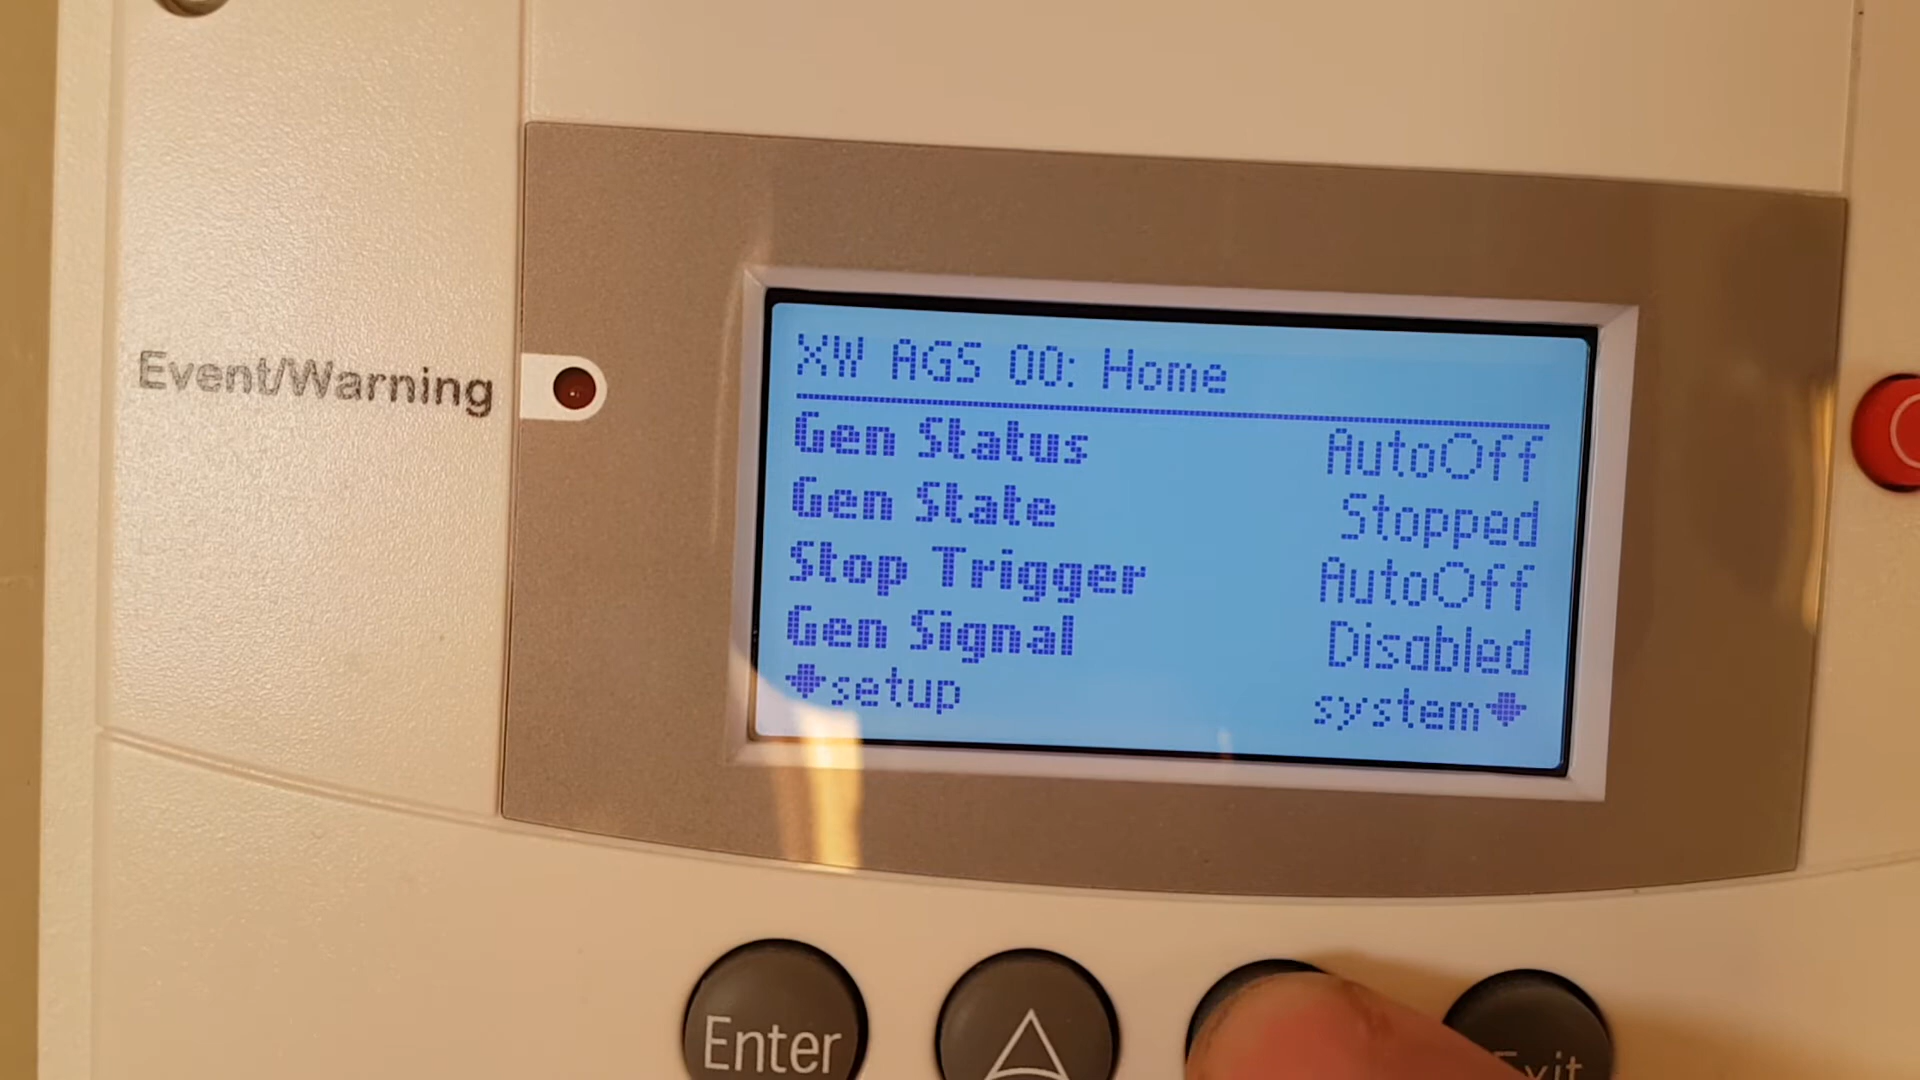 Event/Warning
XW AGS 00: Home
Gen Status AutoOff
Gen State Stopped
Stop Trigger AutoOff
Gen Signal Disabled
setup system
Enter
Exit